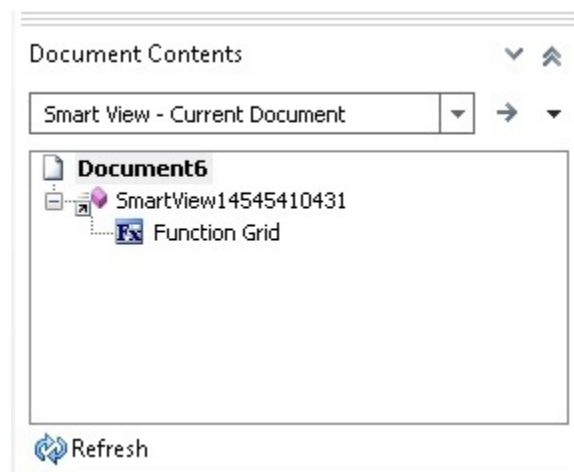 Document Contents
Smart View - Current Document
Document6
SmartView14545410431
Fx Function Grid
Refresh